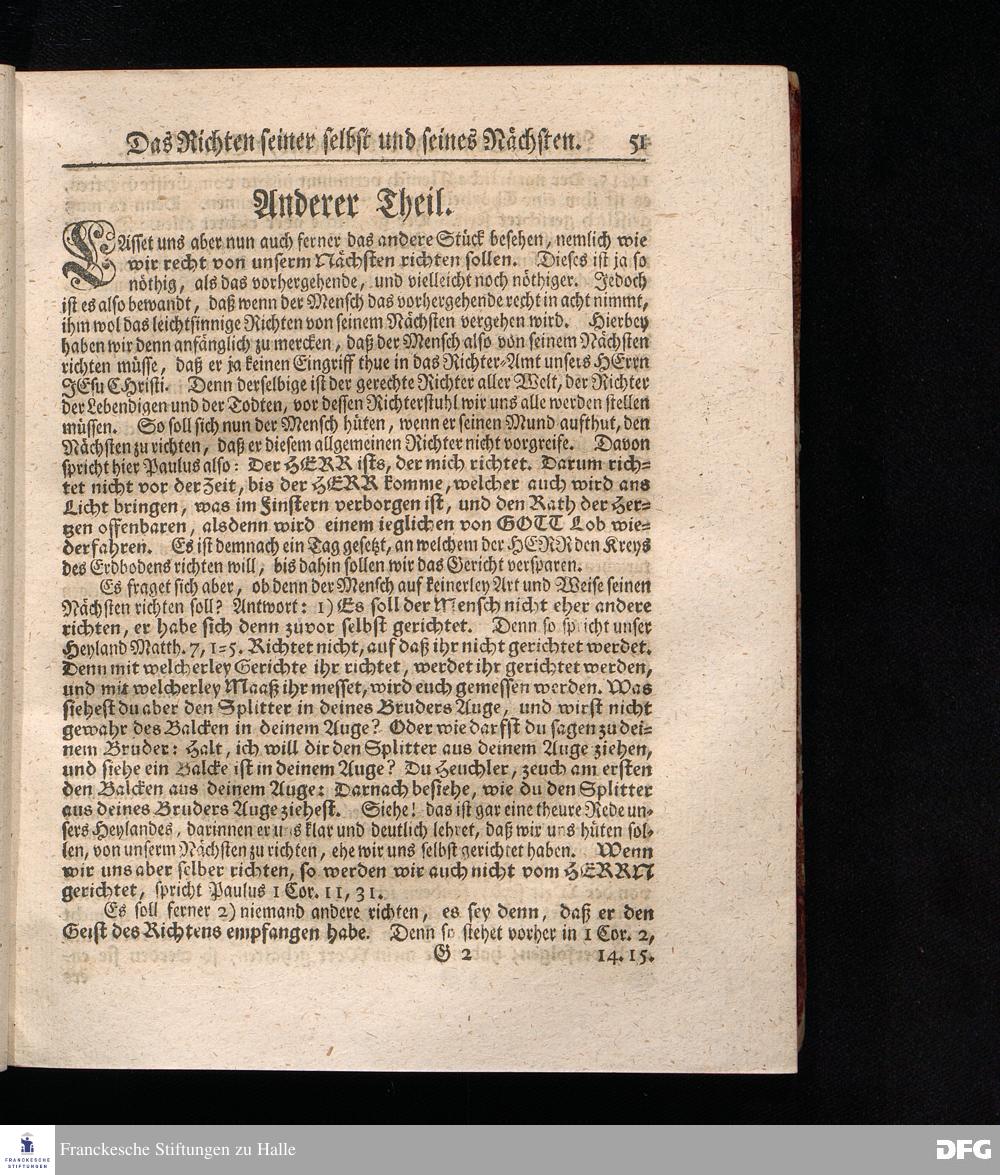 Das Richten seiner selbst und seines Nächsten. 51
Anderer Theil.
LAsset uns aber nun auch ferner das andere Stück besehen, nemlich wie
wir recht von unserm Nächsten richten sollen. Dieses ist ja so
nöthig, als das vorhergehende, und vielleicht noch nöthiger. Jedoch
ist es also bewandt, daß wenn der Mensch das vorhergehende recht in acht nimmt,
ihm wol das leichtsinnige Richten von seinem Nächsten vergehen wird. Hierbey
haben wir denn anfänglich zu mercken, daß der Mensch also von seinem Nächsten
richten müsse, daß er ja keinen Eingriff thue in das Richter-Amt unsers HErrn
JEsu CHristi. Denn derselbige ist der gerechte Richter aller Welt, der Richter
der Lebendigen und der Todten, vor dessen Richterstuhl wir uns alle werden stellen
müssen. So soll sich nun der Mensch hüten, wenn er seinen Mund aufthut, den
Nächsten zu richten, daß er diesem allgemeinen Richter nicht vorgreife. Davon
spricht hier Paulus also: Der HERR ists, der mich richtet. Darum rich-
tet nicht vor der Zeit, bis der HERR komme, welcher auch wird ans
Licht bringen, was im Finstern verborgen ist, und den Rath der Her-
tzen offenbaren, alsdenn wird einem ieglichen von GOTT Lob wie-
derfahren. Es ist demnach ein Tag gesetzt, an welchem der HERR den Kreys
des Erdbodens richten will, bis dahin sollen wir das Gericht versparen.
Es fraget sich aber, ob denn der Mensch auf keinerley Art und Weise seinen
Nächsten richten soll? Antwort: 1) Es soll der Mensch nicht eher andere
richten, er habe sich denn zuvor selbst gerichtet. Denn so spricht unser
Heyland Matth. 7, 1-5. Richtet nicht, auf daß ihr nicht gerichtet werdet.
Denn mit welcherley Gerichte ihr richtet, werdet ihr gerichtet werden,
und mit welcherley Maaß ihr messet, wird euch gemessen werden. Was
siehest du aber den Splitter in deines Bruders Auge, und wirst nicht
gewahr des Balcken in deinem Auge? Oder wie darfst du sagen zu dei-
nem Bruder: Halt, ich will dir den Splitter aus deinem Auge ziehen,
und siehe ein Balcke ist in deinem Auge? Du Heuchler, zeuch am ersten
den Balcken aus deinem Auge: Darnach besiehe, wie du den Splitter
aus deines Bruders Auge ziehest. Siehe! das ist gar eine theure Rede un-
sers Heylandes, darinnen er uns klar und deutlich lehret, daß wir uns hüten sol-
len, von unserm Nächsten zu richten, ehe wir uns selbst gerichtet haben. Wenn
wir uns aber selber richten, so werden wir auch nicht vom HERRN
gerichtet, spricht Paulus 1 Cor. 11, 31.
Es soll ferner 2) niemand andere richten, es sey denn, daß er den
Geist des Richtens empfangen habe. Denn so stehet vorher in 1 Cor. 2,
G 2 14. 15.
FRANCKESCHE STIFTUNGEN
Franckesche Stiftungen zu Halle
DFG